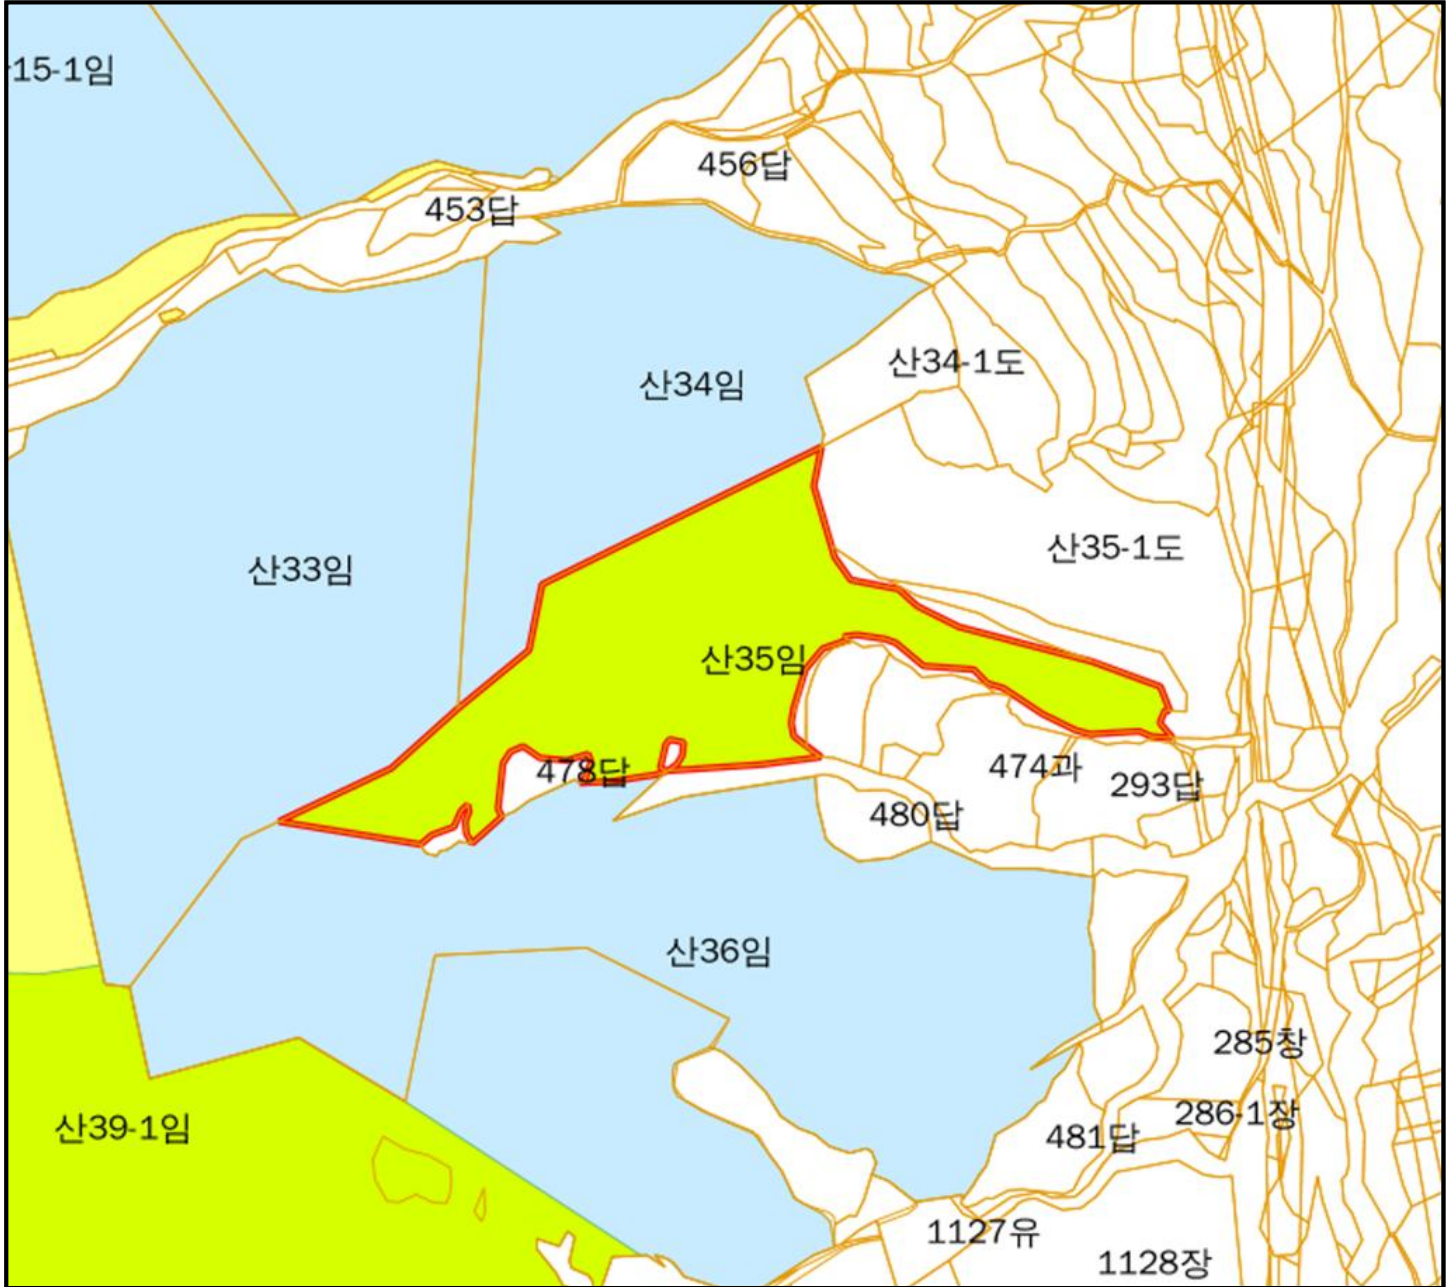 15-1임
456답
453답
산34-1도
산34임
산35-1도
산33임
산35임
474과
478답
293답
480답
산36임
285창
286-1장
산39-1임
481답
1127유
1128장